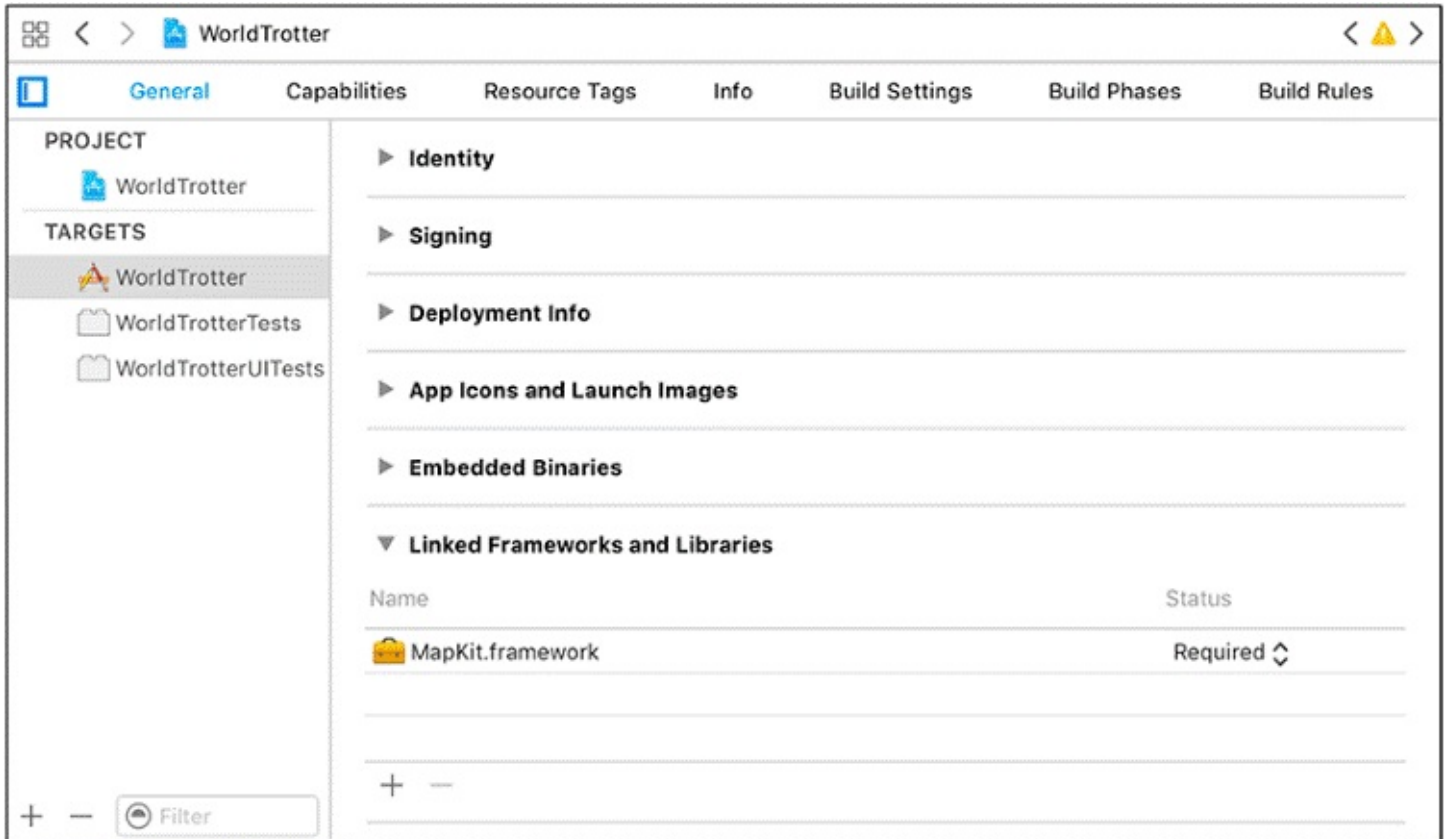 WorldTrotter
General Capabilities Resource Tags Info Build Settings Build Phases Build Rules
PROJECT
WorldTrotter
TARGETS
WorldTrotter
WorldTrotterTests
WorldTrotterUITests
Identity
Signing
Deployment Info
App Icons and Launch Images
Embedded Binaries
Linked Frameworks and Libraries
Name Status
MapKit.framework Required
Filter